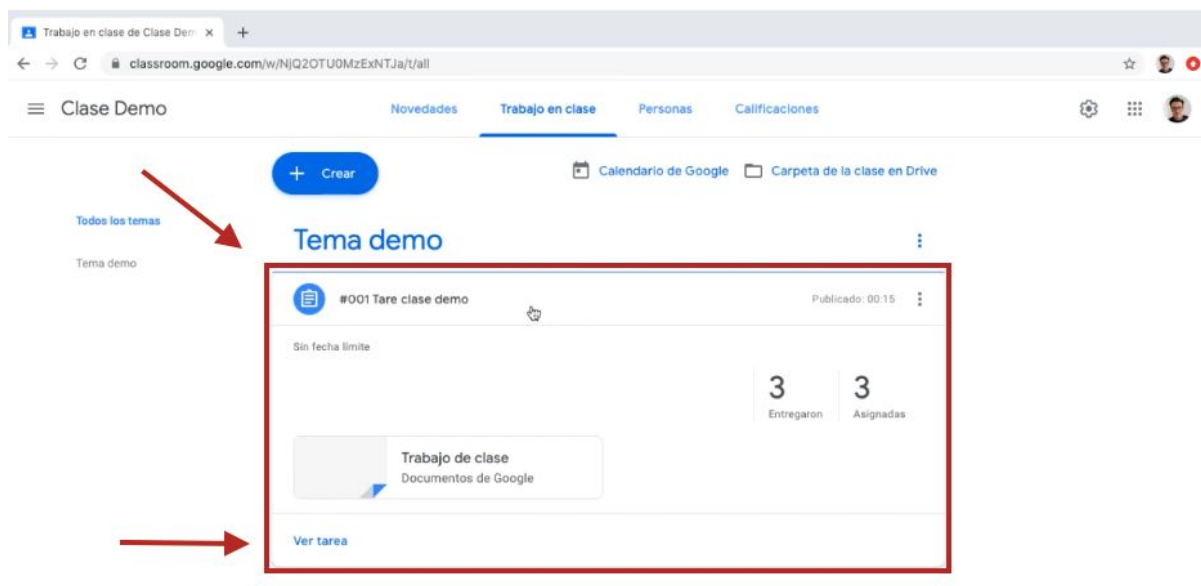 Trabajo en clase de Clase Dem
classroom.google.com/w/NjQ2OTU0MzExNTJa/t/all
Clase Demo
Novedades Trabajo en clase Personas Calificaciones
Crear
Calendario de Google Carpeta de la clase en Drive
Todos los temas
Tema demo
Tema demo
#001 Tare clase demo
Publicado: 00:15
Sin fecha límite
3 3
Entregaron Asignadas
Trabajo de clase
Documentos de Google
Ver tarea